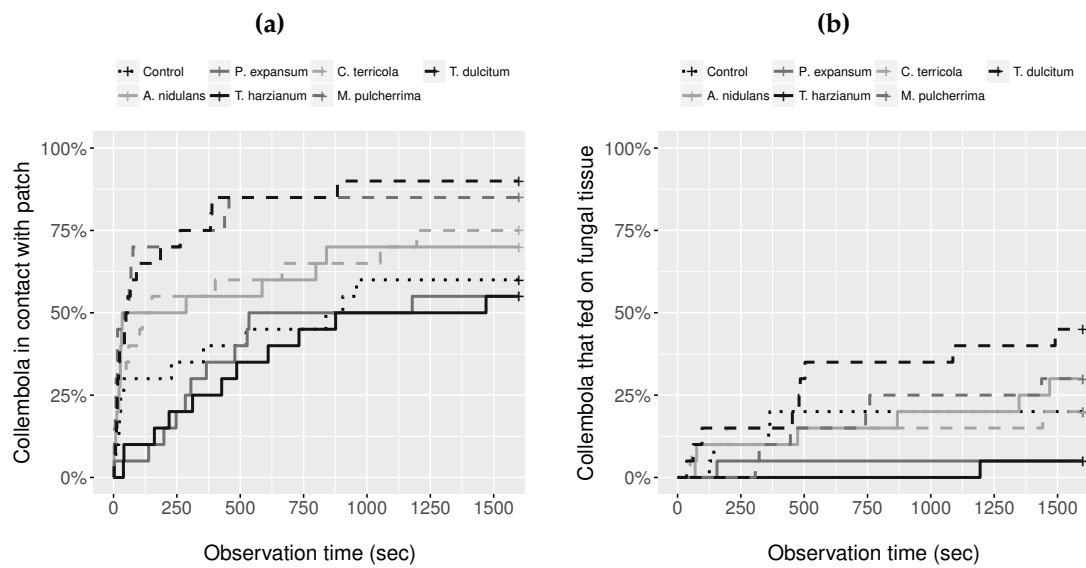 (a)
Control P. expansum C. terricola T. dulcitum
A. nidulans T. harzianum M. pulcherrima
100%
75%
50%
25%
0%
Collembola in contact with patch
0 250 500 750 1000 1250 1500
Observation time (sec)
(b)
Control P. expansum C. terricola T. dulcitum
A. nidulans T. harzianum M. pulcherrima
100%
75%
50%
25%
0%
Collembola that fed on fungal tissue
0 250 500 750 1000 1250 1500
Observation time (sec)